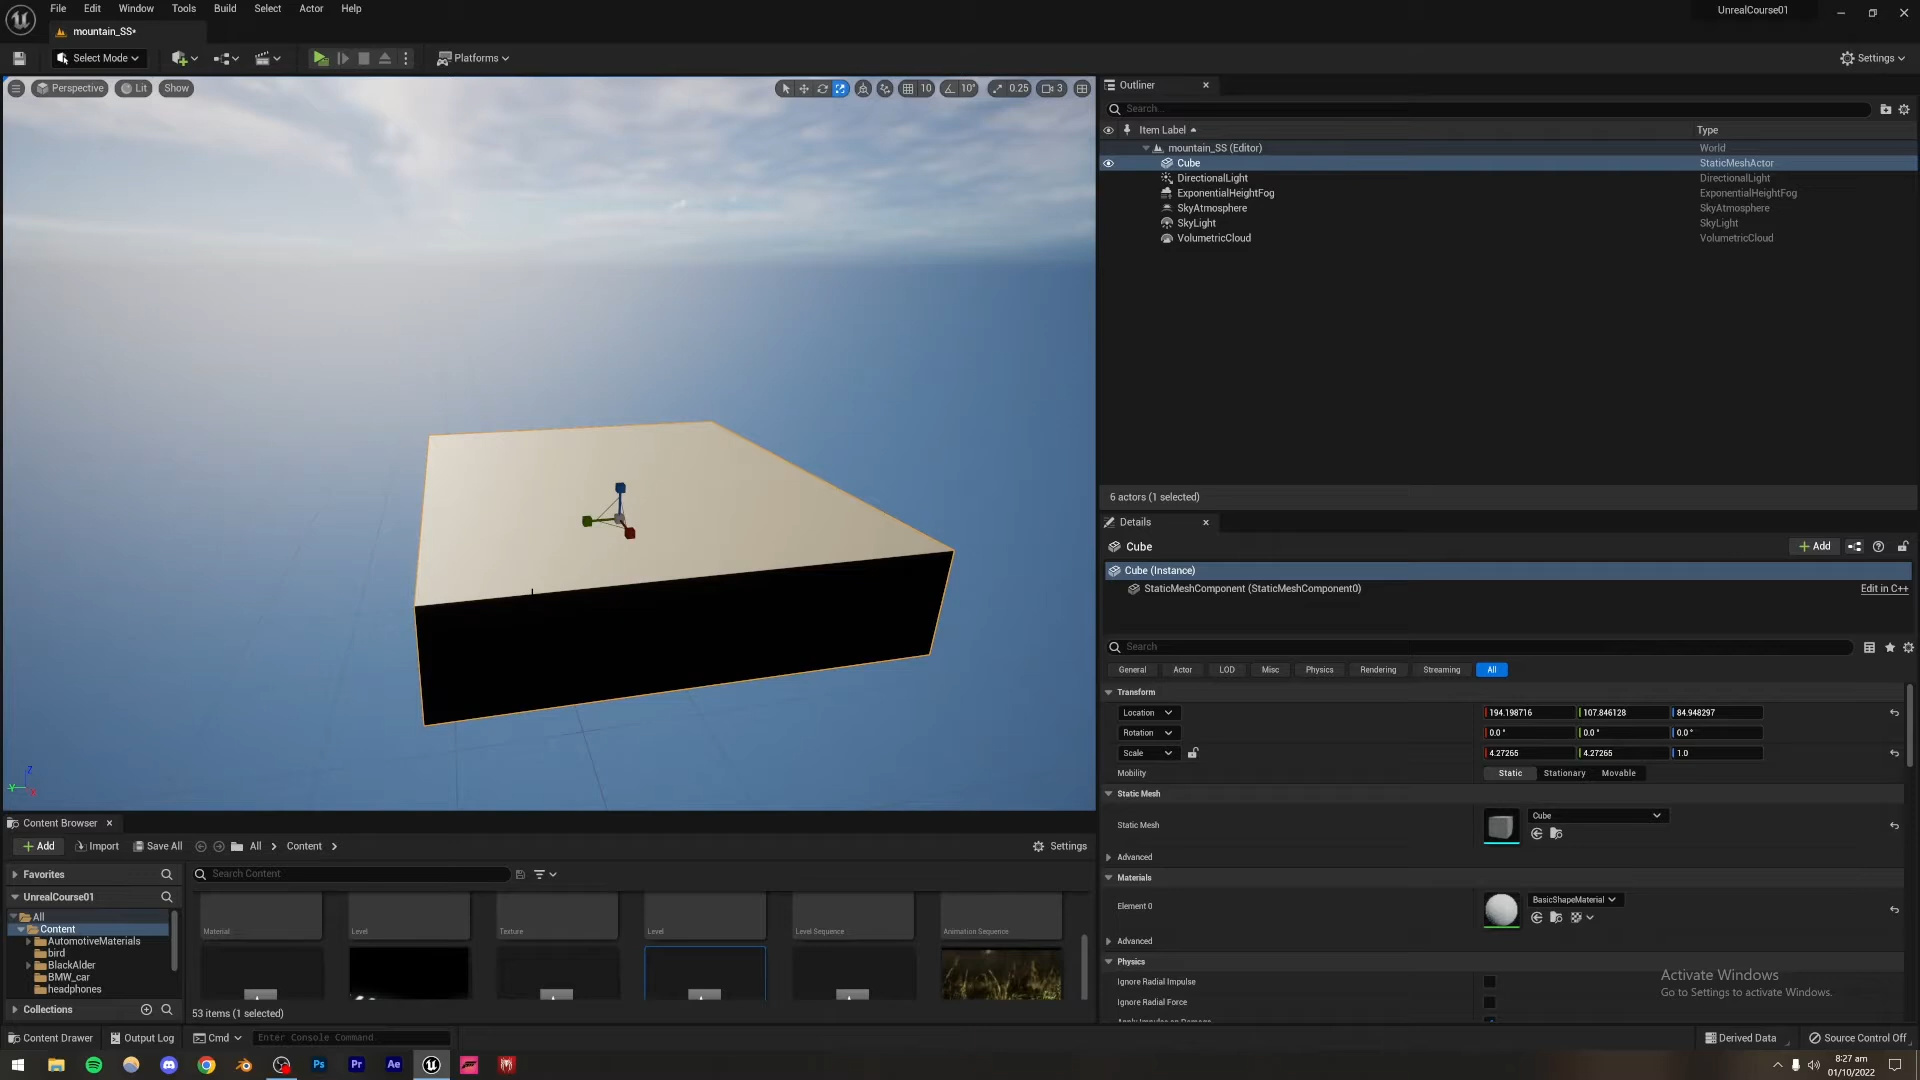 File Edit Window Tools Build Select Actor Help
UnrealCourse01
mountain_SS*
Select Mode
Platforms
Settings
Perspective Lit Show
10 10° 0.25 3
Outliner
Search...
Item Label Type
mountain_SS (Editor) World
Cube StaticMeshActor
DirectionalLight DirectionalLight
ExponentialHeightFog ExponentialHeightFog
SkyAtmosphere SkyAtmosphere
SkyLight SkyLight
VolumetricCloud VolumetricCloud
6 actors (1 selected)
Details
Cube
Add
Cube (Instance)
StaticMeshComponent (StaticMeshComponent0) Edit in C++
Search
General Actor LOD Misc Physics Rendering Streaming All
Transform
Location 194.198716 107.846128 84.948297
Rotation 0.0 ° 0.0 ° 0.0 °
Scale 4.27265 4.27265 1.0
Mobility Static Stationary Movable
Static Mesh
Static Mesh Cube
Advanced
Materials
Element 0 BasicShapeMaterial
Advanced
Physics
Ignore Radial Impulse
Ignore Radial Force
Apply Impulse on Damage
Z
Y X
Content Browser
Add Import Save All All Content Settings
Favorites
Search Content
UnrealCourse01
All
Content
AutomotiveMaterials
bird
BlackAlder
BMW_car
headphones
Collections
Material Level Texture Level Level Sequence Animation Sequence
53 items (1 selected)
Activate Windows
Go to Settings to activate Windows.
Content Drawer Output Log Cmd Enter Console Command
Derived Data Source Control Off
Ps Pr Ae
8:27 am
01/10/2022